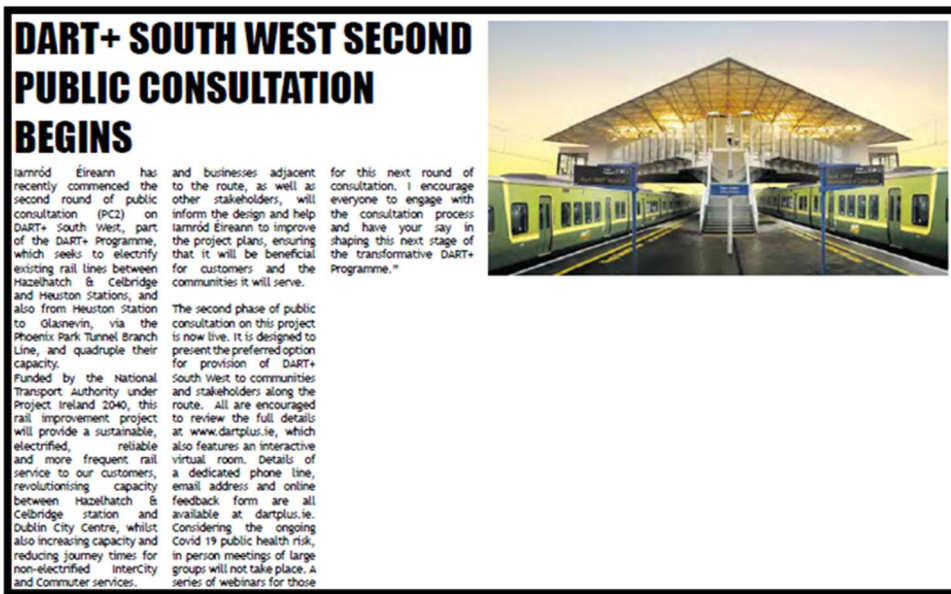 DART+ SOUTH WEST SECOND
PUBLIC CONSULTATION
BEGINS
Iarnród Éireann has
recently commenced the
second round of public
consultation (PC2) on
DART+ South West, part
of the DART+ Programme,
which seeks to electrify
existing rail lines between
Hazelhatch & Celbridge
and Heuston Stations, and
also from Heuston Station
to Glasnevin, via the
Phoenix Park Tunnel Branch
Line, and quadruple their
capacity.
Funded by the National
Transport Authority under
Project Ireland 2040, this
rail improvement project
will provide a sustainable,
electrified, reliable
and more frequent rail
service to our customers,
revolutionising capacity
between Hazelhatch &
Celbridge station and
Dublin City Centre, whilst
also increasing capacity and
reducing journey times for
non-electrified InterCity
and Commuter services.
and businesses adjacent
to the route, as well as
other stakeholders, will
inform the design and help
Iarnród Éireann to improve
the project plans, ensuring
that it will be beneficial
for customers and the
communities it will serve.
The second phase of public
consultation on this project
is now live. It is designed to
present the preferred option
for provision of DART+
South West to communities
and stakeholders along the
route. All are encouraged
to review the full details
at www.dartplus.ie, which
also features an interactive
virtual room. Details of
a dedicated phone line,
email address and online
feedback form are all
available at dartplus.ie.
Considering the ongoing
Covid 19 public health risk,
in person meetings of large
groups will not take place. A
series of webinars for those
for this next round of
consultation. I encourage
everyone to engage with
the consultation process
and have your say in
shaping this next stage of
the transformative DART+
Programme."